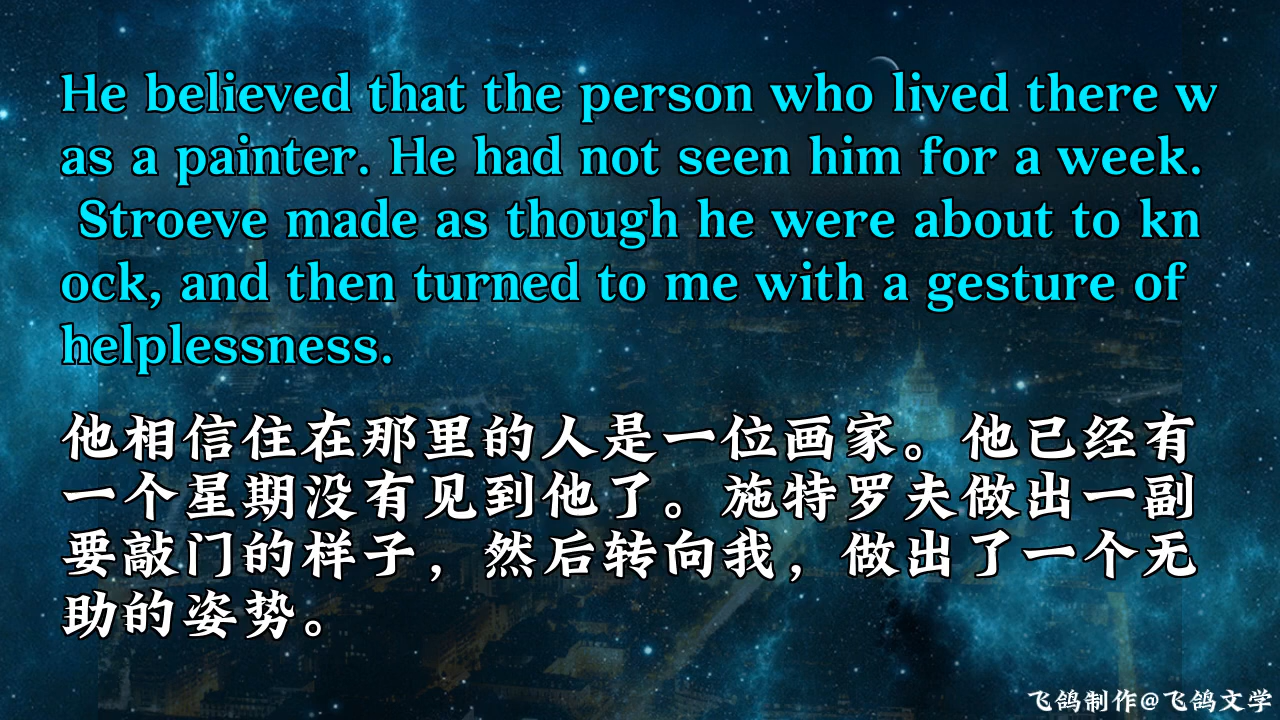 He believed that the person who lived there w
as a painter. He had not seen him for a week.
Stroeve made as though he were about to kn
ock, and then turned to me with a gesture of
helplessness.
他相信住在那里的人是一位画家。他已经有
一个星期没有见到他了。施特罗夫做出一副
要敲门的样子，然后转向我，做出了一个无
助的姿势。
飞鸽制作@飞鸽文学